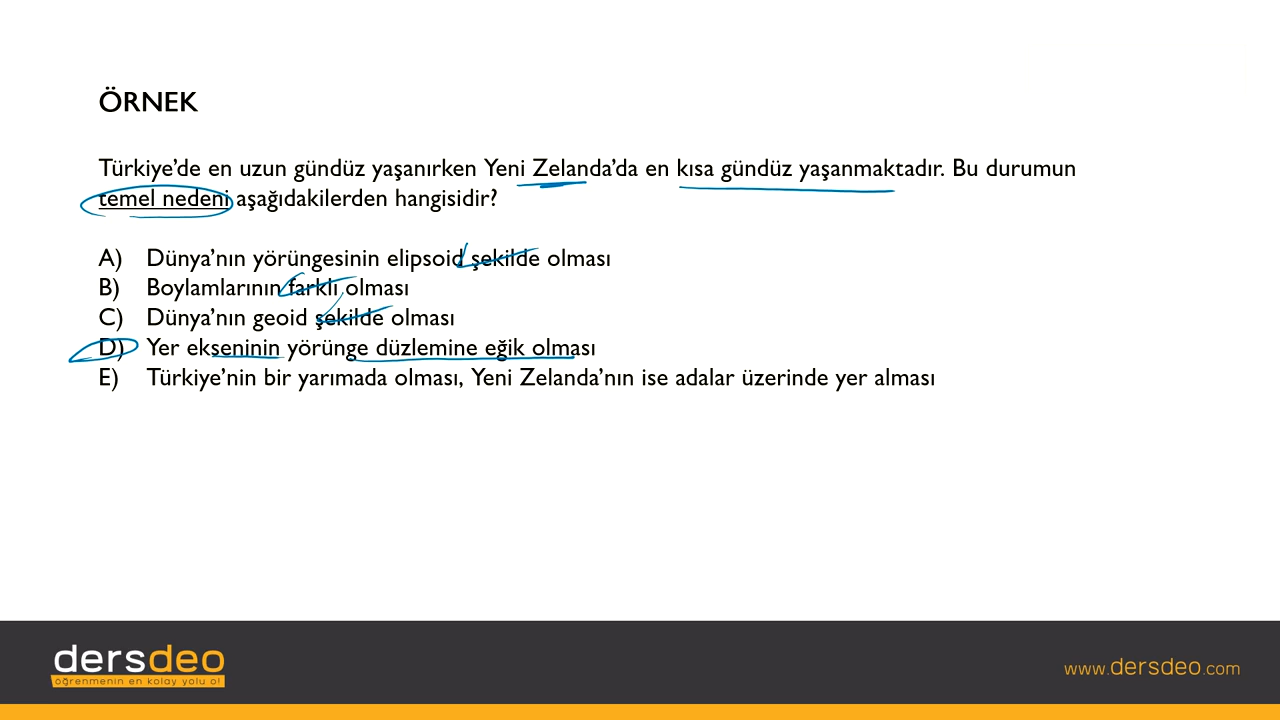 ÖRNEK
Türkiye’de en uzun gündüz yaşanırken Yeni Zelanda’da en kısa gündüz yaşanmaktadır. Bu durumun
temel nedeni aşağıdakilerden hangisidir?
A) Dünya’nın yörüngesinin elipsoid şekilde olması
B) Boylamlarının farklı olması
C) Dünya’nın geoid şekilde olması
D) Yer ekseninin yörünge düzlemine eğik olması
E) Türkiye’nin bir yarımada olması, Yeni Zelanda’nın ise adalar üzerinde yer alması
dersdeo
öğrenmenin en kolay yolu o!
www.dersdeo.com